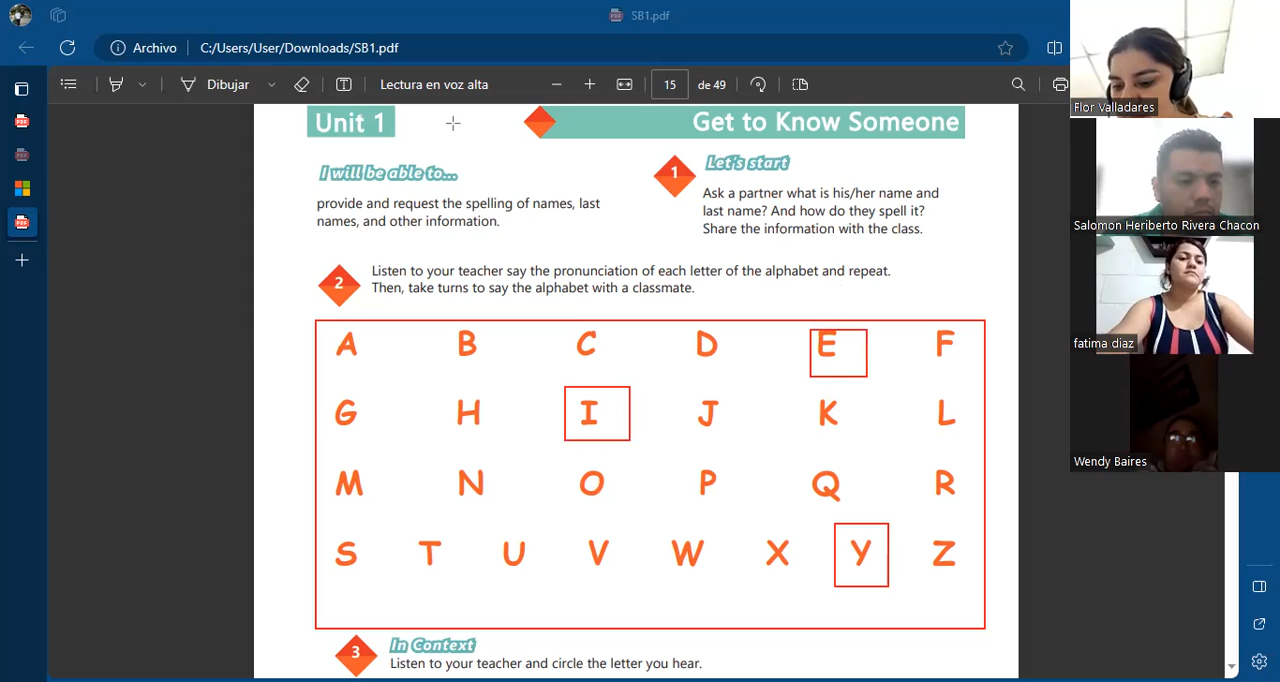 SB1.pdf
Archivo C:/Users/User/Downloads/SB1.pdf
Dibujar
Lectura en voz alta
15 de 49
Unit 1
Get to Know Someone
I will be able to...
provide and request the spelling of names, last
names, and other information.
1
Let's start
Ask a partner what is his/her name and
last name? And how do they spell it?
Share the information with the class.
2
Listen to your teacher say the pronunciation of each letter of the alphabet and repeat.
Then, take turns to say the alphabet with a classmate.
A B C D E F
G H I J K L
M N O P Q R
S T U V W X Y Z
3
In Context
Listen to your teacher and circle the letter you hear.
Flor Valladares
Salomon Heriberto Rivera Chacon
fatima diaz
Wendy Baires